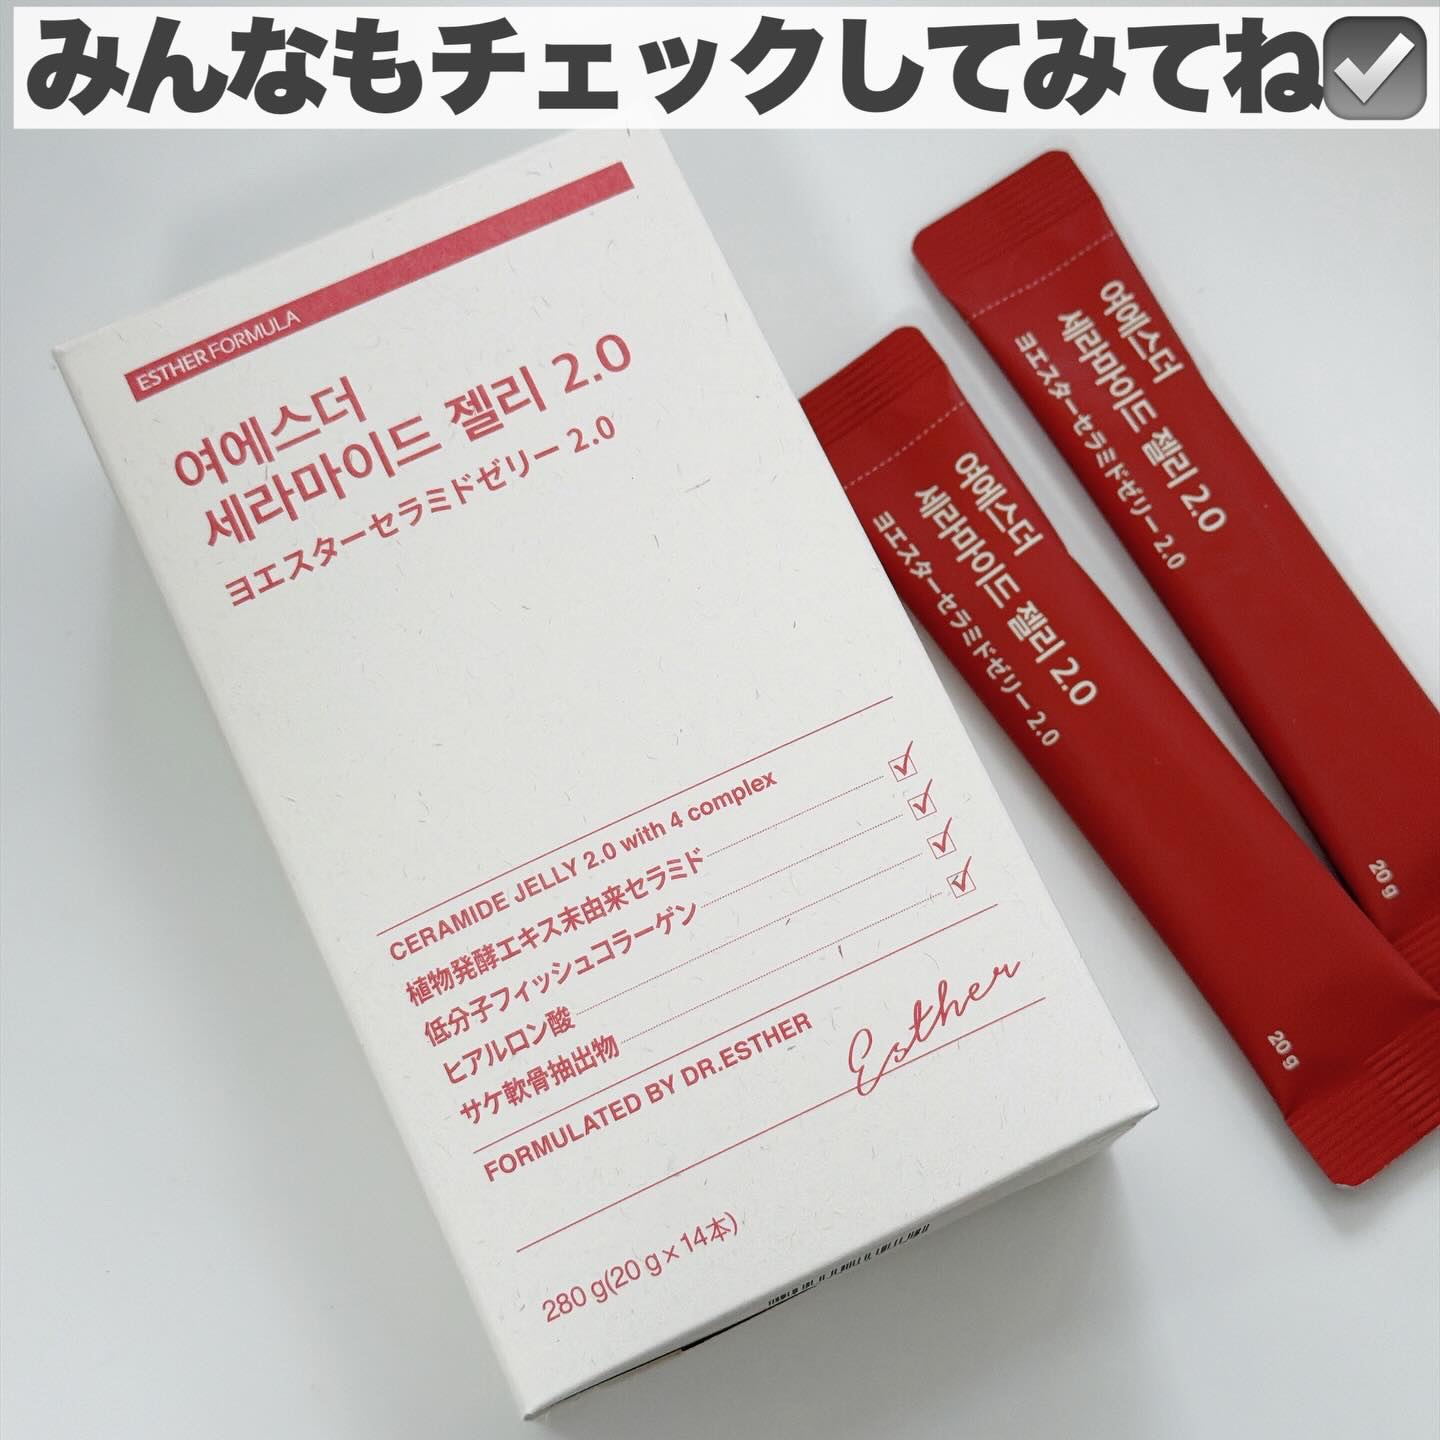 みんなもチェックしてみてね☑
ESTHER FORMULA
여에스더
세라마이드 젤리 2.0
ヨエスターセラミドゼリー 2.0
CERAMIDE JELLY 2.0 with 4 complex
植物発酵エキス末由来セラミド
低分子フィッシュコラーゲン
ヒアルロン酸
サケ軟骨抽出物
FORMULATED BY DR.ESTHER
Esther
280 g(20 g×14本)
여에스더
세라마이드 젤리 2.0
ヨエスターセラミドゼリー 2.0
20 g
여에스더
세라마이드 젤리 2.0
ヨエスターセラミドゼリー 2.0
20 g